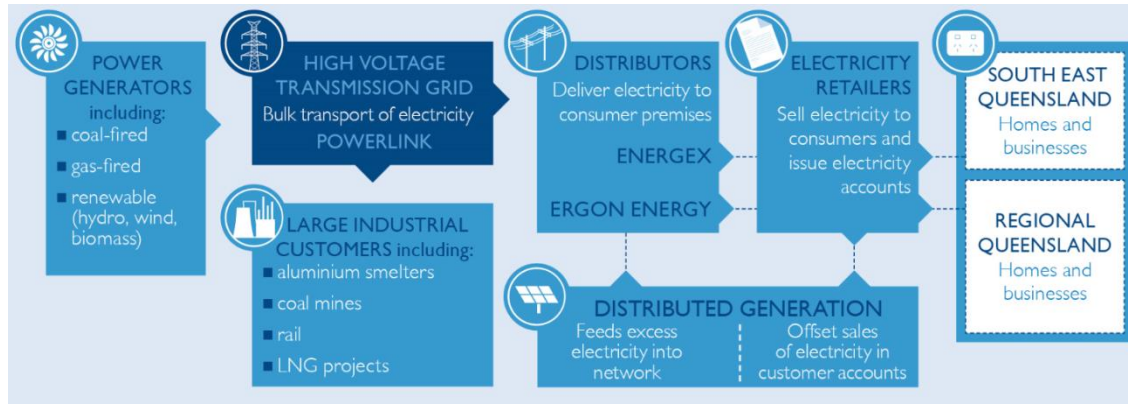 POWER
GENERATORS
including:
■ coal-fired
■ gas-fired
■ renewable
(hydro, wind,
biomass)
HIGH VOLTAGE
TRANSMISSION GRID
Bulk transport of electricity
POWERLINK
LARGE INDUSTRIAL
CUSTOMERS including:
■ aluminium smelters
■ coal mines
■ rail
■ LNG projects
DISTRIBUTORS
Deliver electricity to
consumer premises
ENERGEX
ERGON ENERGY
ELECTRICITY
RETAILERS
Sell electricity to
consumers and
issue electricity
accounts
DISTRIBUTED GENERATION
Feeds excess
electricity into
network
Offset sales
of electricity in
customer accounts
SOUTH EAST
QUEENSLAND
Homes and
businesses
REGIONAL
QUEENSLAND
Homes and
businesses